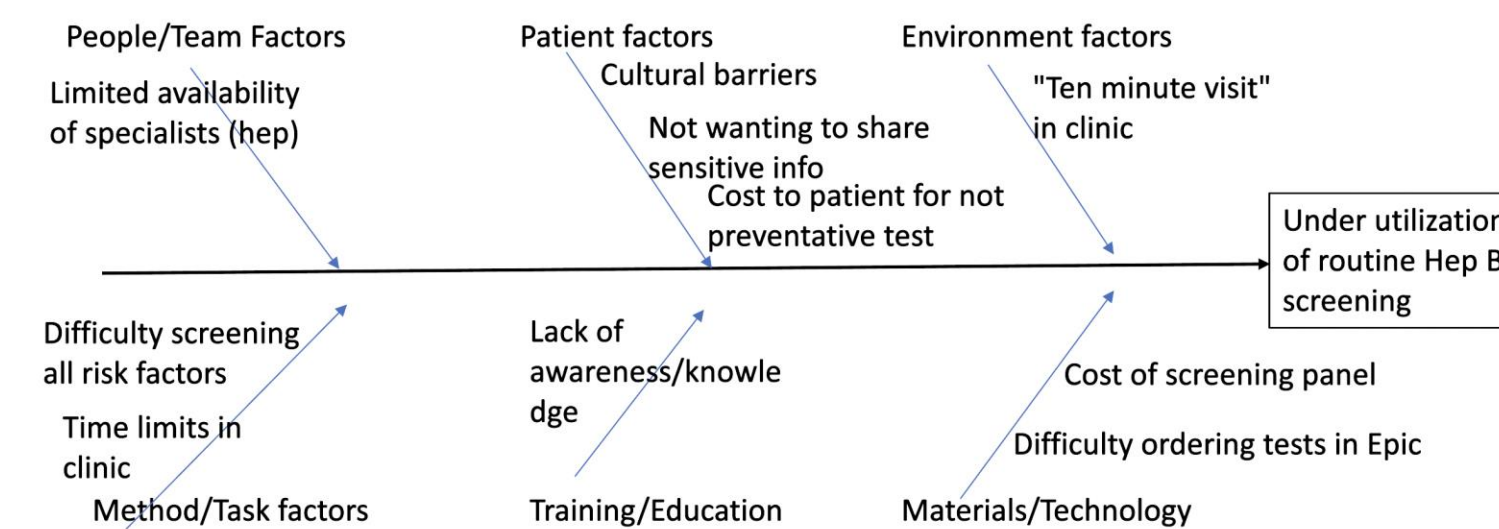 People/Team Factors
Limited availability
of specialists (hep)
Patient factors
Cultural barriers
Not wanting to share
sensitive info
Cost to patient for not
preventative test
Environment factors
"Ten minute visit"
in clinic
Under utilization
of routine Hep B
screening
Difficulty screening
all risk factors
Time limits in
clinic
Method/Task factors
Lack of
awareness/knowle
dge
Training/Education
Cost of screening panel
Difficulty ordering tests in Epic
Materials/Technology